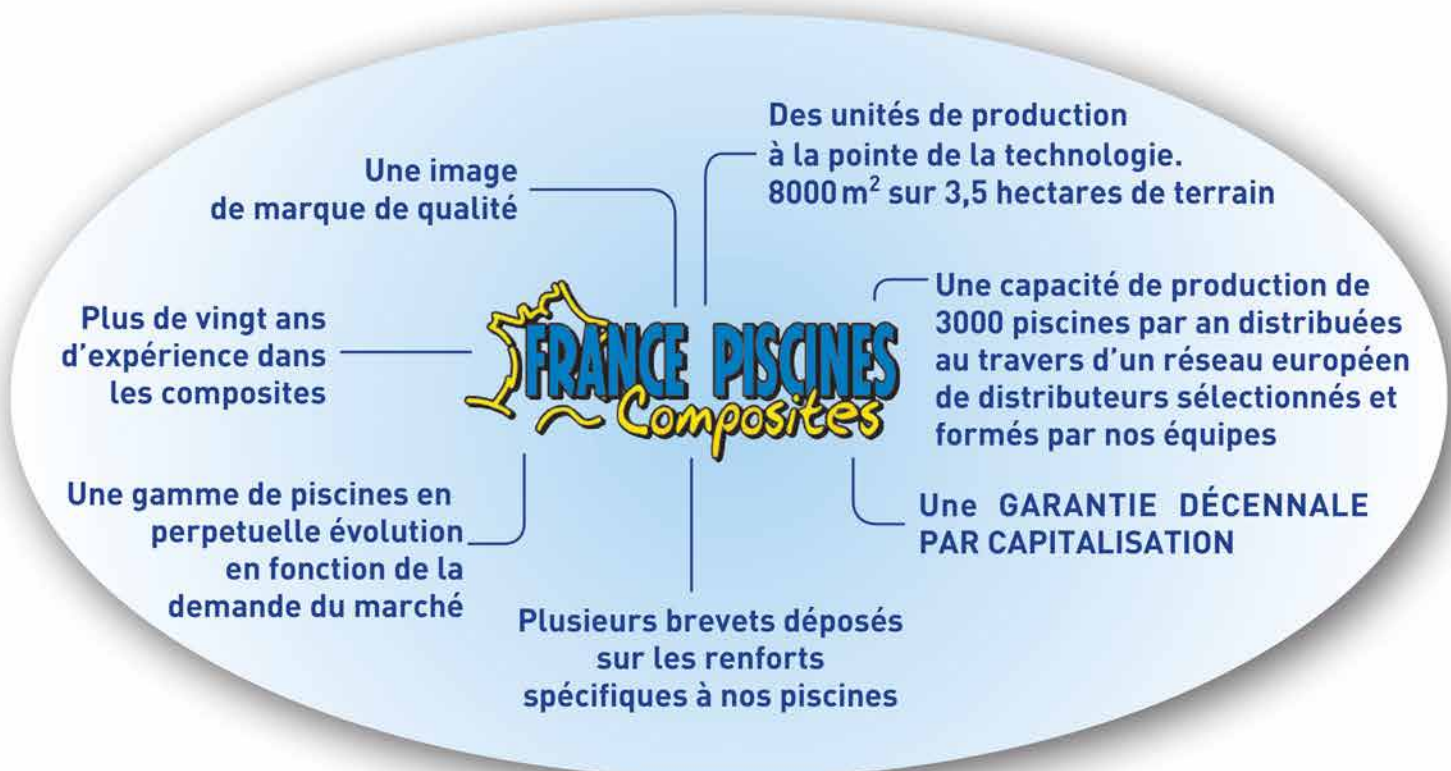 Une image
de marque de qualité
Des unités de production
à la pointe de la technologie.
8000 m² sur 3,5 hectares de terrain
Plus de vingt ans
d'expérience dans
les composites
FRANCE PISCINES
Composites
Une capacité de production de
3000 piscines par an distribuées
au travers d'un réseau européen
de distributeurs sélectionnés et
formés par nos équipes
Une gamme de piscines en
perpetuelle évolution
en fonction de la
demande du marché
Une GARANTIE DÉCENNALE
PAR CAPITALISATION
Plusieurs brevets déposés
sur les renforts
spécifiques à nos piscines